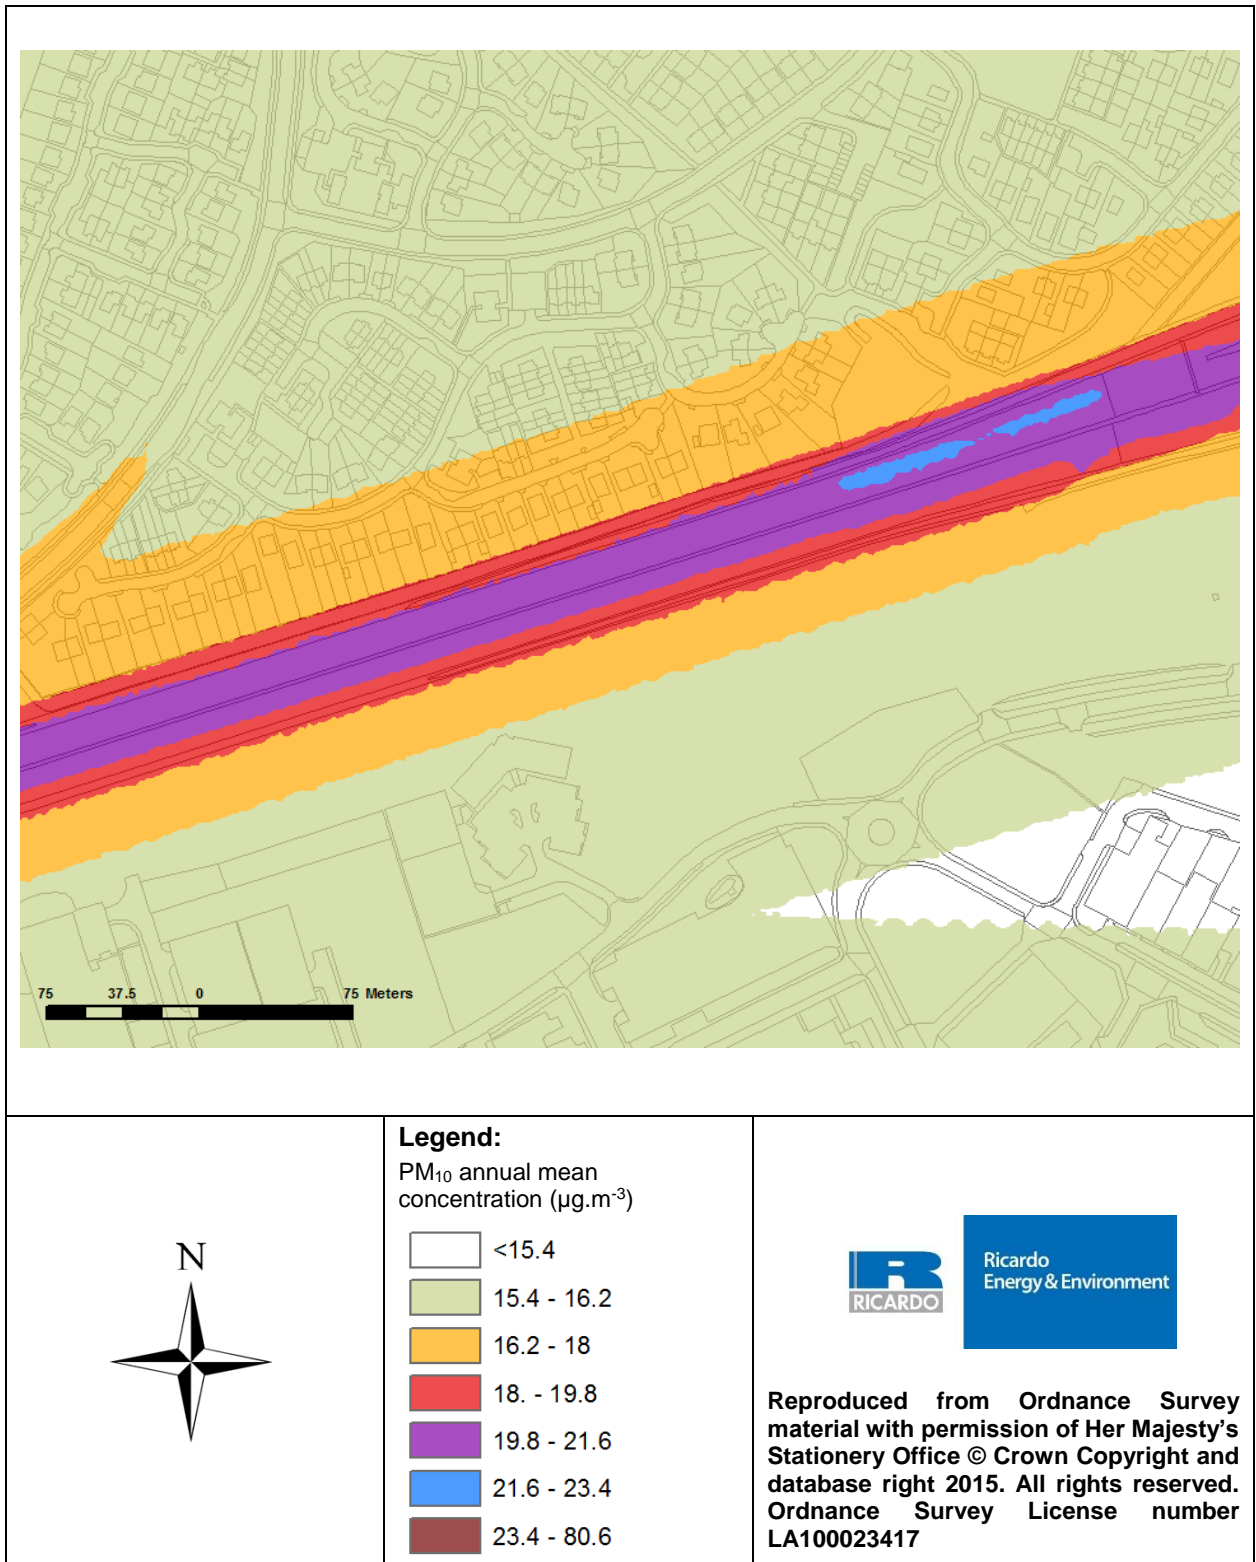 75 37.5 0 75 Meters
N
Legend:
PM₁₀ annual mean
concentration (µg.m⁻³)
<15.4
15.4 - 16.2
16.2 - 18
18. - 19.8
19.8 - 21.6
21.6 - 23.4
23.4 - 80.6
R
RICARDO
Ricardo
Energy & Environment
Reproduced from Ordnance Survey
material with permission of Her Majesty's
Stationery Office © Crown Copyright and
database right 2015. All rights reserved.
Ordnance Survey License number
LA100023417